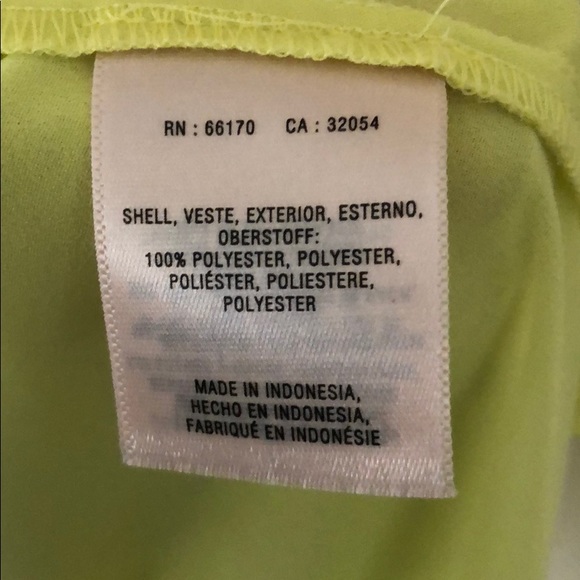 RN : 66170 CA : 32054
SHELL, VESTE, EXTERIOR, ESTERNO,
OBERSTOFF:
100% POLYESTER, POLYESTER,
POLIÉSTER, POLIESTERE,
POLYESTER
MADE IN INDONESIA,
HECHO EN INDONESIA,
FABRIQUÉ EN INDONÉSIE